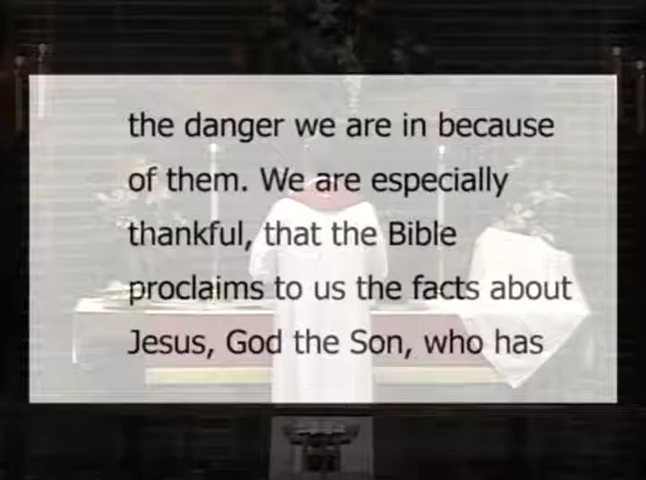 the danger we are in because
of them. We are especially
thankful, that the Bible
proclaims to us the facts about
Jesus, God the Son, who has